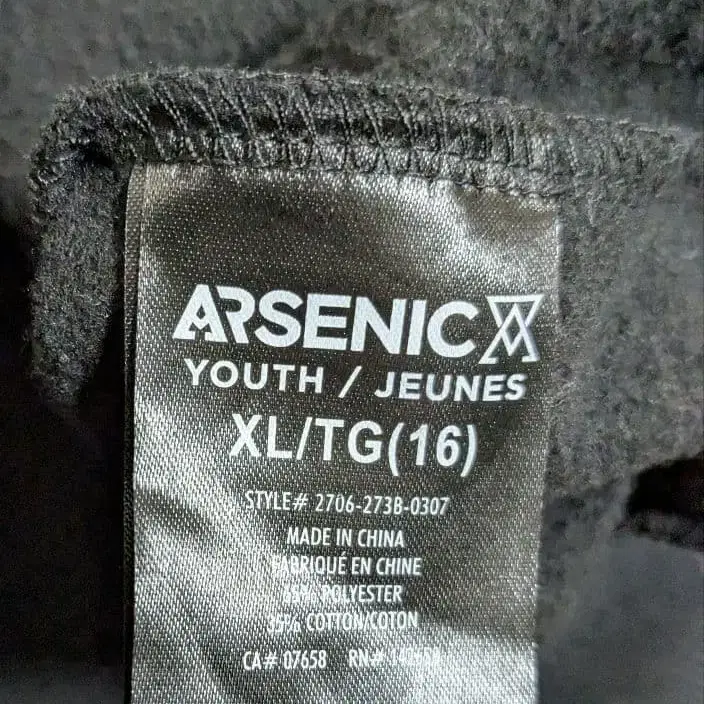 ARSENIC
YOUTH / JEUNES
XL/TG(16)
STYLE# 2706-273B-0307
MADE IN CHINA
FABRIQUÉ EN CHINE
65% POLYESTER
35% COTTON/COTON
CA# 07658 RN#